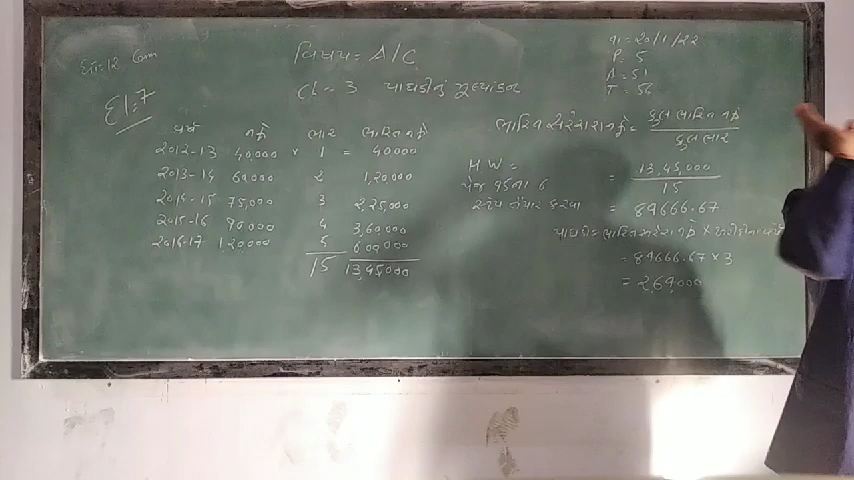 ધો=12 Com
વિષય= A/C
તા=20/1/22
P= 5
A=51
T=56
Ch-3 પાઘડીનું મૂલ્યાંકન
દા:7
વર્ષ નફો ભાર ભારિત નફો
2012-13 40,000 × 1 = 40,000
2013-14 60,000 2 1,20,000
2014-15 75,000 3 2,25,000
2015-16 90,000 4 3,60,000
2016-17 1,20,000 5 6,00,000
15 13,45,000
ભારિત સરેરાશ નફો= કુલ ભારિત નફો
કુલ ભાર
HW=
= 13,45,000
15
પેજ
તૈયાર કરવા
= 89666.67
પાઘડી= ભારિત સરેરાશ નફો × ખરીદીના વર્ષો
= 89666.67 × 3
= 2,69,000